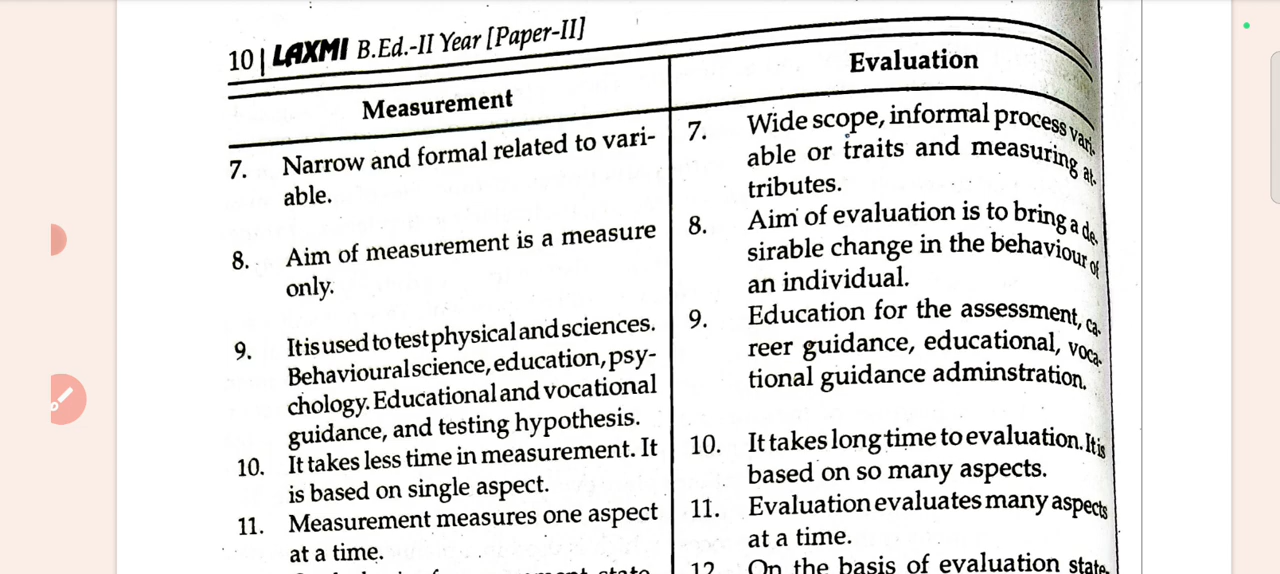 10 | LAXMI B.Ed.-II Year [Paper-II]
Measurement
7. Narrow and formal related to vari-
able.
8. Aim of measurement is a measure
only.
9. It is used to test physical and sciences.
Behavioural science, education, psy-
chology. Educational and vocational
guidance, and testing hypothesis.
10. It takes less time in measurement. It
is based on single aspect.
11. Measurement measures one aspect
at a time.
Evaluation
7. Wide scope, informal process vari-
able or traits and measuring at-
tributes.
8. Aim of evaluation is to bring a de-
sirable change in the behaviour of
an individual.
9. Education for the assessment, ca-
reer guidance, educational, voca-
tional guidance adminstration.
10. It takes long time to evaluation. It is
based on so many aspects.
11. Evaluation evaluates many aspects
at a time.
12. On the basis of evaluation state-